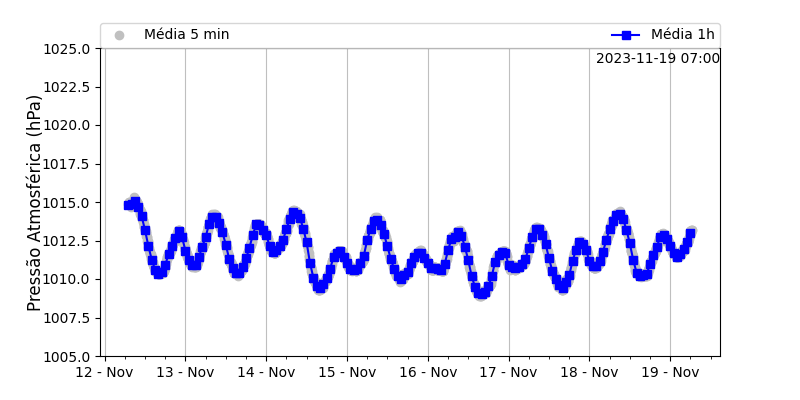 Média 5 min
Média 1h
2023-11-19 07:00
Pressão Atmosférica (hPa)
1025.0
1022.5
1020.0
1017.5
1015.0
1012.5
1010.0
1007.5
1005.0
12 - Nov
13 - Nov
14 - Nov
15 - Nov
16 - Nov
17 - Nov
18 - Nov
19 - Nov